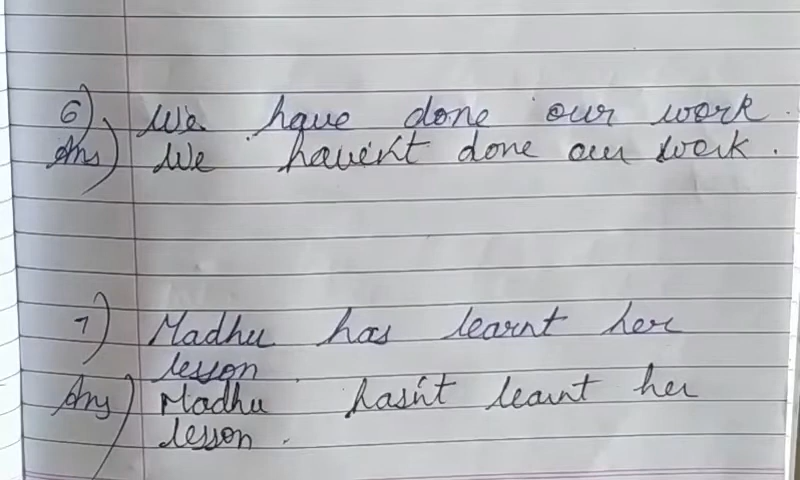 6) We have done our work.
Ans) We haven't done our work.
7) Madhu has learnt her
lesson.
Ans) Madhu hasn't learnt her
lesson.